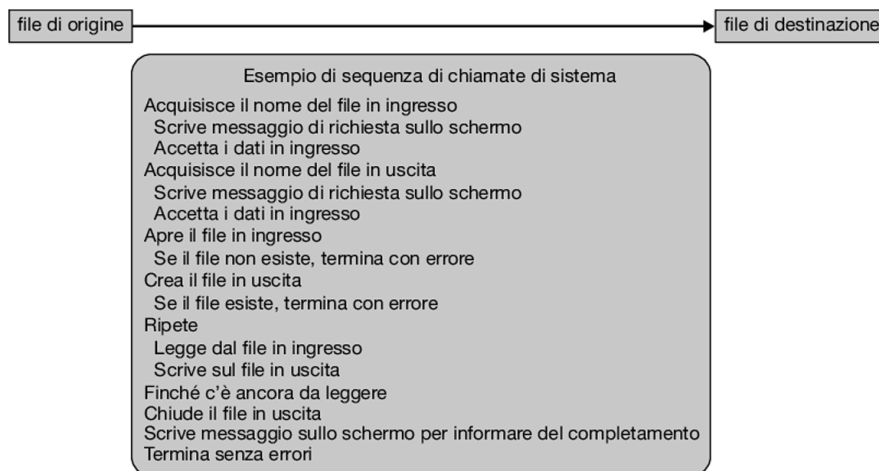 file di origine
file di destinazione
Esempio di sequenza di chiamate di sistema
Acquisisce il nome del file in ingresso
Scrive messaggio di richiesta sullo schermo
Accetta i dati in ingresso
Acquisisce il nome del file in uscita
Scrive messaggio di richiesta sullo schermo
Accetta i dati in ingresso
Apre il file in ingresso
Se il file non esiste, termina con errore
Crea il file in uscita
Se il file esiste, termina con errore
Ripete
Legge dal file in ingresso
Scrive sul file in uscita
Finché c’è ancora da leggere
Chiude il file in uscita
Scrive messaggio sullo schermo per informare del completamento
Termina senza errori